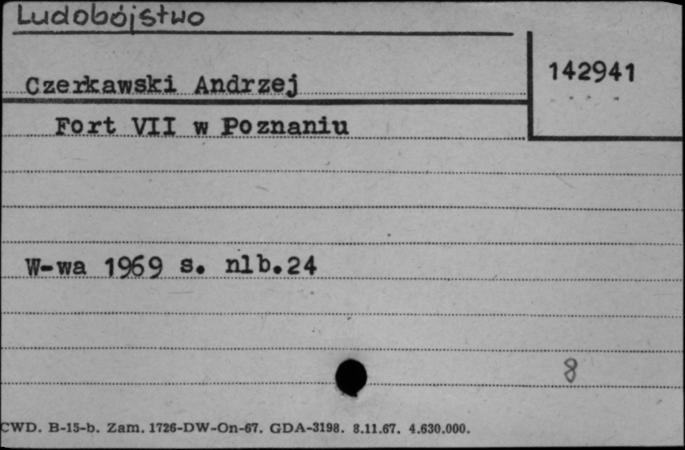 Ludobójstwo
Czerkawski Andrzej
142941
Fort VII w Poznaniu
W-wa 1969 s. nlb.24
8
CWD. B-15-b. Zam. 1726-DW-On-67. GDA-3198. 8.11.67. 4.630.000.